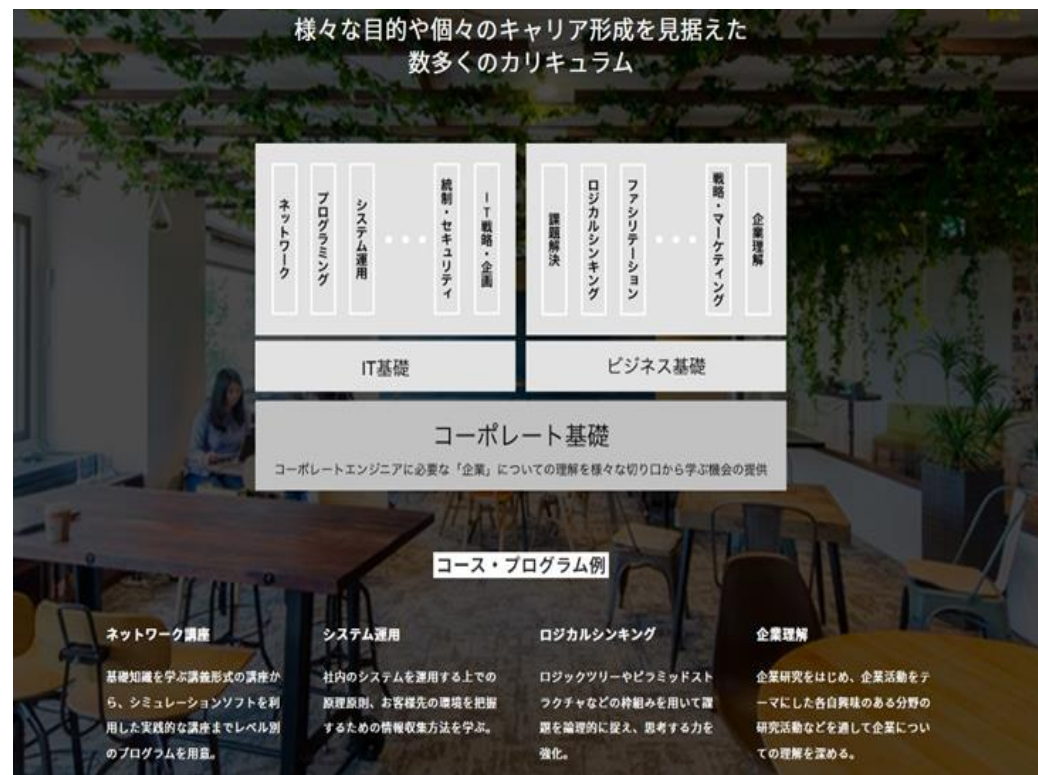 様々な目的や個々のキャリア形成を見据えた
数多くのカリキュラム
ネットワーク
プログラミング
システム運用
統制・セキュリティ
IT戦略・企画
課題解決
ロジカルシンキング
ファシリテーション
戦略・マーケティング
企業理解
IT基礎
ビジネス基礎
コーポレート基礎
コーポレートエンジニアに必要な「企業」についての理解を様々な切り口から学ぶ機会の提供
コース・プログラム例
ネットワーク講座
基礎知識を学ぶ講義形式の講座か
ら、シミュレーションソフトを利
用した実践的な講座までレベル別
のプログラムを用意。
システム運用
社内のシステムを運用する上での
原理原則、お客様先の環境を把握
するための情報収集方法を学ぶ。
ロジカルシンキング
ロジックツリーやピラミッドスト
ラクチャなどの枠組みを用いて課
題を論理的に捉え、思考する力を
強化。
企業理解
企業研究をはじめ、企業活動をテ
ーマにした各自興味のある分野の
研究活動などを通して企業につい
ての理解を深める。